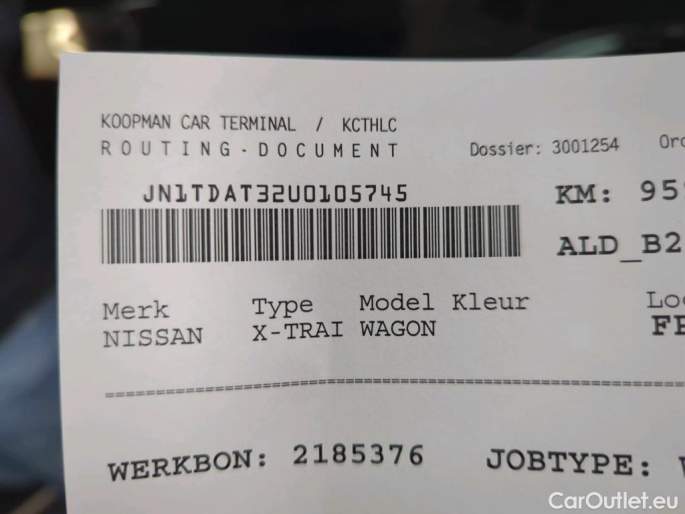 KOOPMAN CAR TERMINAL / KCTHLC
ROUTING-DOCUMENT
Dossier: 3001254
JN1TDAT32U0105745
KM: 95
ALD_B2
Merk Type Model Kleur
NISSAN X-TRAI WAGON
WERKBON: 2185376 JOBTYPE:
CarOutlet.eu